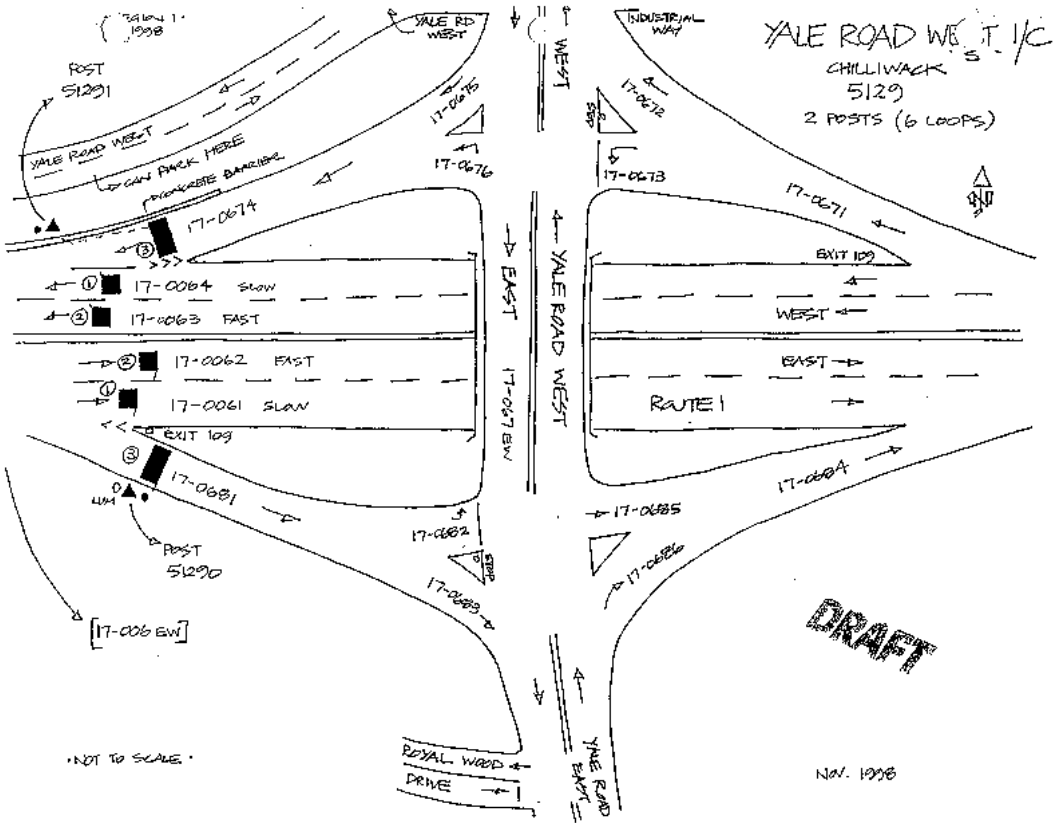 1998
POST
51291
YALE RD
WEST
WEST
INDUSTRIAL
WAY
YALE ROAD WEST I/C
CHILLIWACK
5129
2 POSTS (6 LOOPS)
17-0675
17-0672
STOP
YALE ROAD WEST
CAN PARK HERE
CONCRETE BARRIER
17-0676
17-0673
17-0674
17-0671
N
③
EXIT 109
>>>
① 17-0064 SLOW
② 17-0063 FAST
WEST
EAST
YALE ROAD WEST
② 17-0062 FAST
EAST
①
17-0061 SLOW
ROUTE 1
17-067 EW
<<
EXIT 109
③
17-0681
17-0684
H/M
17-0682
17-0685
POST
51290
STOP
17-0683
17-0686
[17-006 EW]
DRAFT
• NOT TO SCALE •
ROYAL WOOD
DRIVE
YALE ROAD
EAST
NOV. 1998